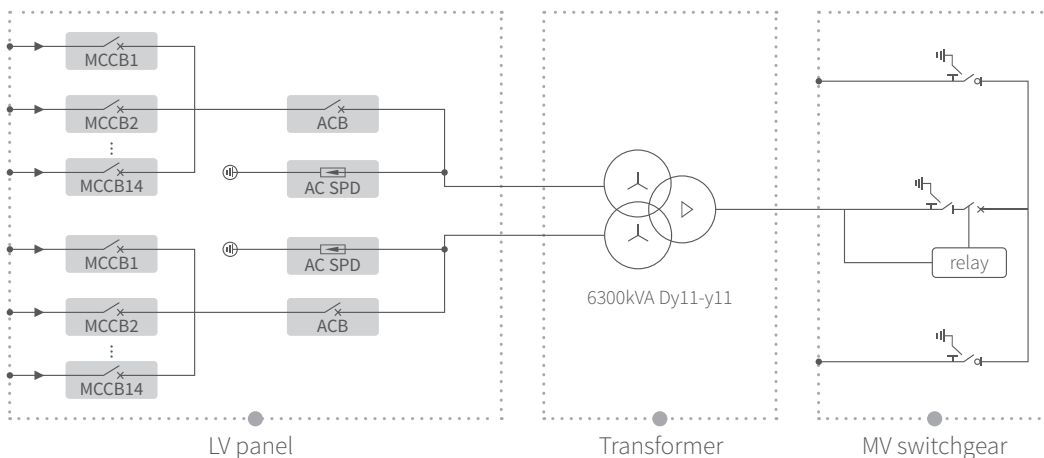 MCCB1
MCCB2
ACB
MCCB14
AC SPD
MCCB1
AC SPD
relay
6300kVA Dy11-y11
MCCB2
ACB
MCCB14
LV panel
Transformer
MV switchgear